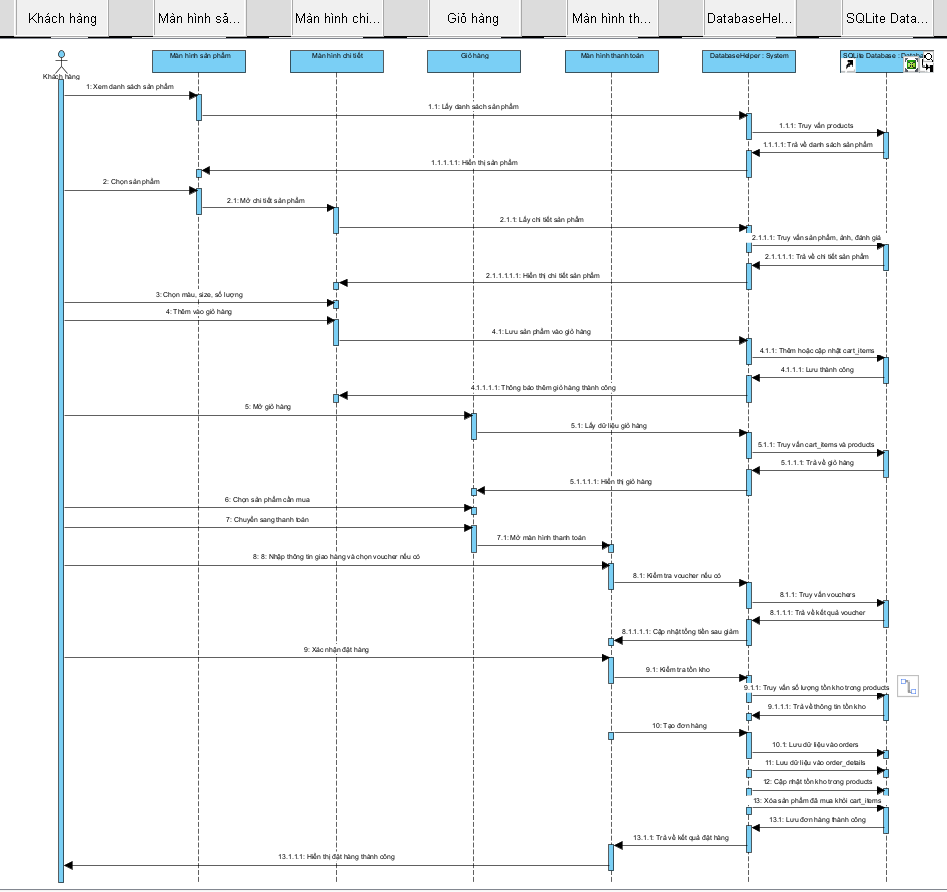 Khách hàng
Màn hình sả...
Màn hình chi...
Giỏ hàng
Màn hình th...
DatabaseHel...
SQLite Data...
Khách hàng
Màn hình sản phẩm
Màn hình chi tiết
Giỏ hàng
Màn hình thanh toán
DatabaseHelper : System
SQLite Database :
1: Xem danh sách sản phẩm
1.1: Lấy danh sách sản phẩm
1.1.1: Truy vấn products
1.1.1.1: Trả về danh sách sản phẩm
1.1.1.1.1: Hiển thị sản phẩm
2: Chọn sản phẩm
2.1: Mở chi tiết sản phẩm
2.1.1: Lấy chi tiết sản phẩm
2.1.1.1: Truy vấn sản phẩm, ảnh, đánh giá
2.1.1.1.1: Trả về chi tiết sản phẩm
2.1.1.1.1.1: Hiển thị chi tiết sản phẩm
3: Chọn màu, size, số lượng
4: Thêm vào giỏ hàng
4.1: Lưu sản phẩm vào giỏ hàng
4.1.1: Thêm hoặc cập nhật cart_items
4.1.1.1: Lưu thành công
4.1.1.1.1: Thông báo thêm giỏ hàng thành công
5: Mở giỏ hàng
5.1: Lấy dữ liệu giỏ hàng
5.1.1: Truy vấn cart_items và products
5.1.1.1: Trả về giỏ hàng
5.1.1.1.1: Hiển thị giỏ hàng
6: Chọn sản phẩm cần mua
7: Chuyển sang thanh toán
7.1: Mở màn hình thanh toán
8: 8: Nhập thông tin giao hàng và chọn voucher nếu có
8.1: Kiểm tra voucher nếu có
8.1.1: Truy vấn vouchers
8.1.1.1: Trả về kết quả voucher
8.1.1.1.1: Cập nhật tổng tiền sau giảm
9: Xác nhận đặt hàng
9.1: Kiểm tra tồn kho
9.1.1: Truy vấn số lượng tồn kho trong products
9.1.1.1: Trả về thông tin tồn kho
10: Tạo đơn hàng
10.1: Lưu dữ liệu vào orders
11: Lưu dữ liệu vào order_details
12: Cập nhật tồn kho trong products
13: Xóa sản phẩm đã mua khỏi cart_items
13.1: Lưu đơn hàng thành công
13.1.1: Trả về kết quả đặt hàng
13.1.1.1: Hiển thị đặt hàng thành công